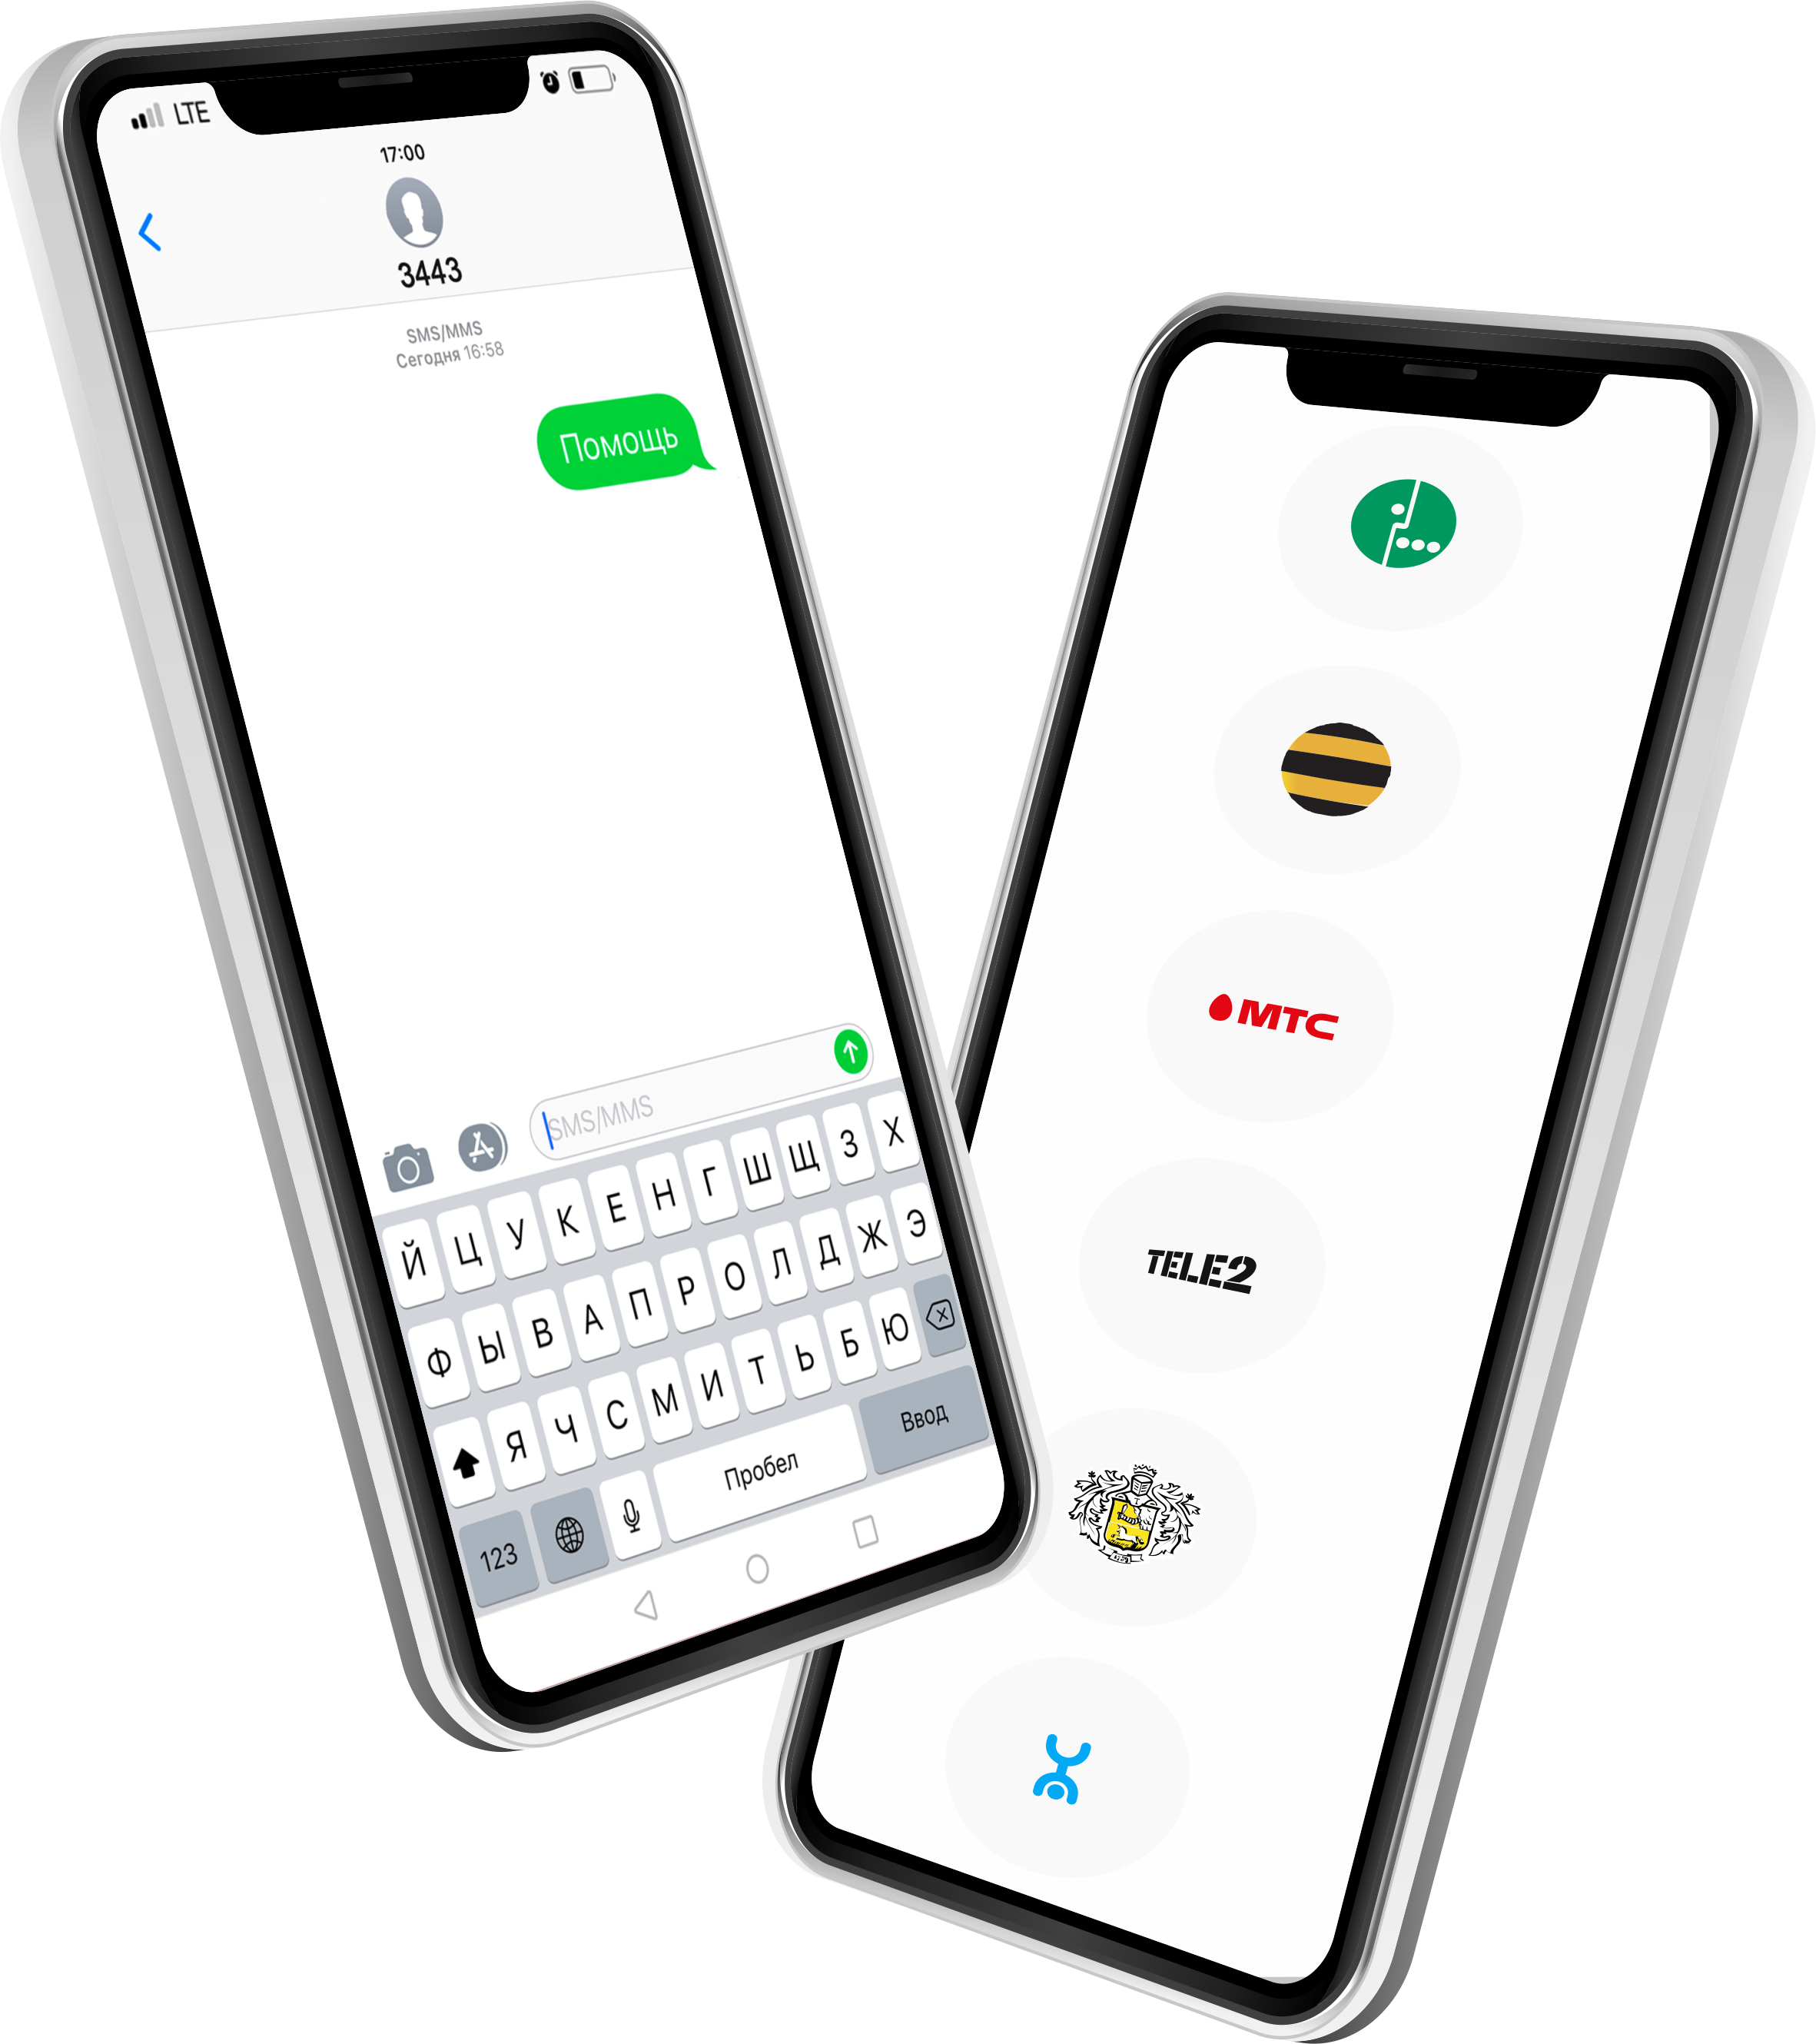 LTE
17:00
3443
SMS/MMS
Сегодня 16:58
Помощь
SMS/MMS
Й Ц У К Е Н Г Ш Щ З Х
Ф Ы В А П Р О Л Д Ж Э
Я Ч С М И Т Ь Б Ю
123 Пробел Ввод
МТС
TELE2